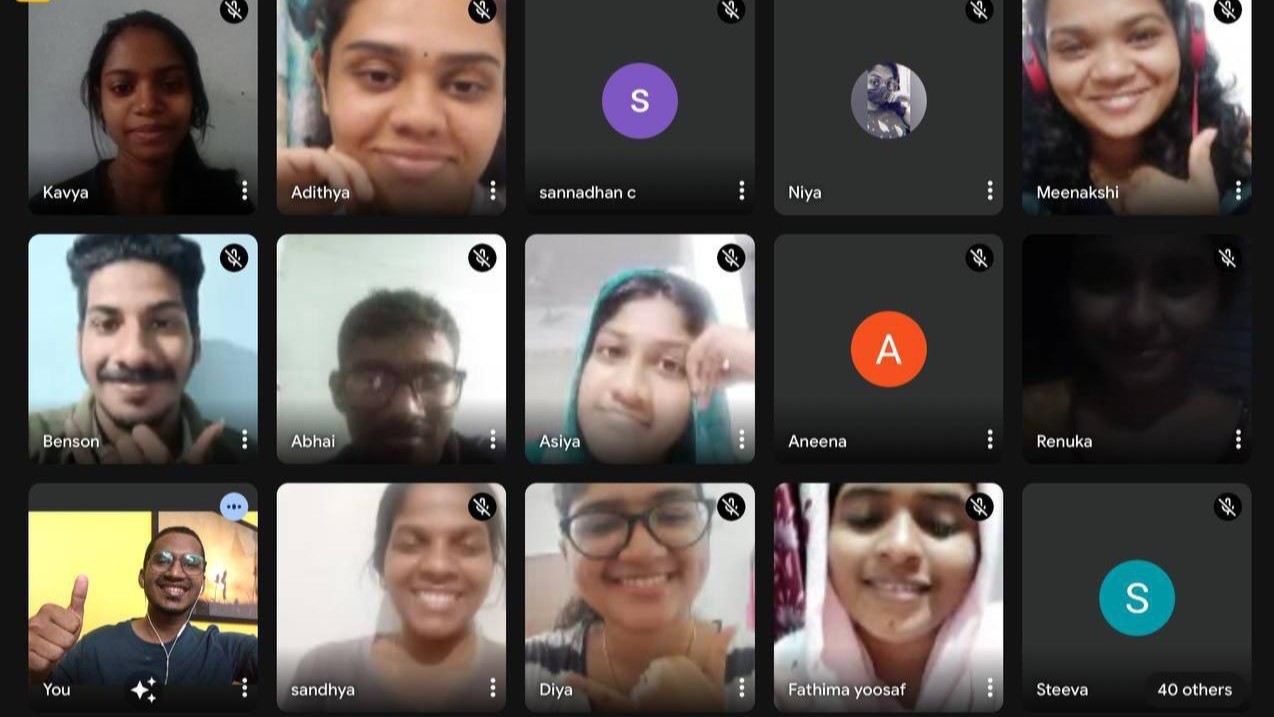 S
Kavya
Adithya
sannadhan c
Niya
Meenakshi
A
Benson
Abhai
Asiya
Aneena
Renuka
S
You
sandhya
Diya
Fathima yoosaf
Steeva
40 others